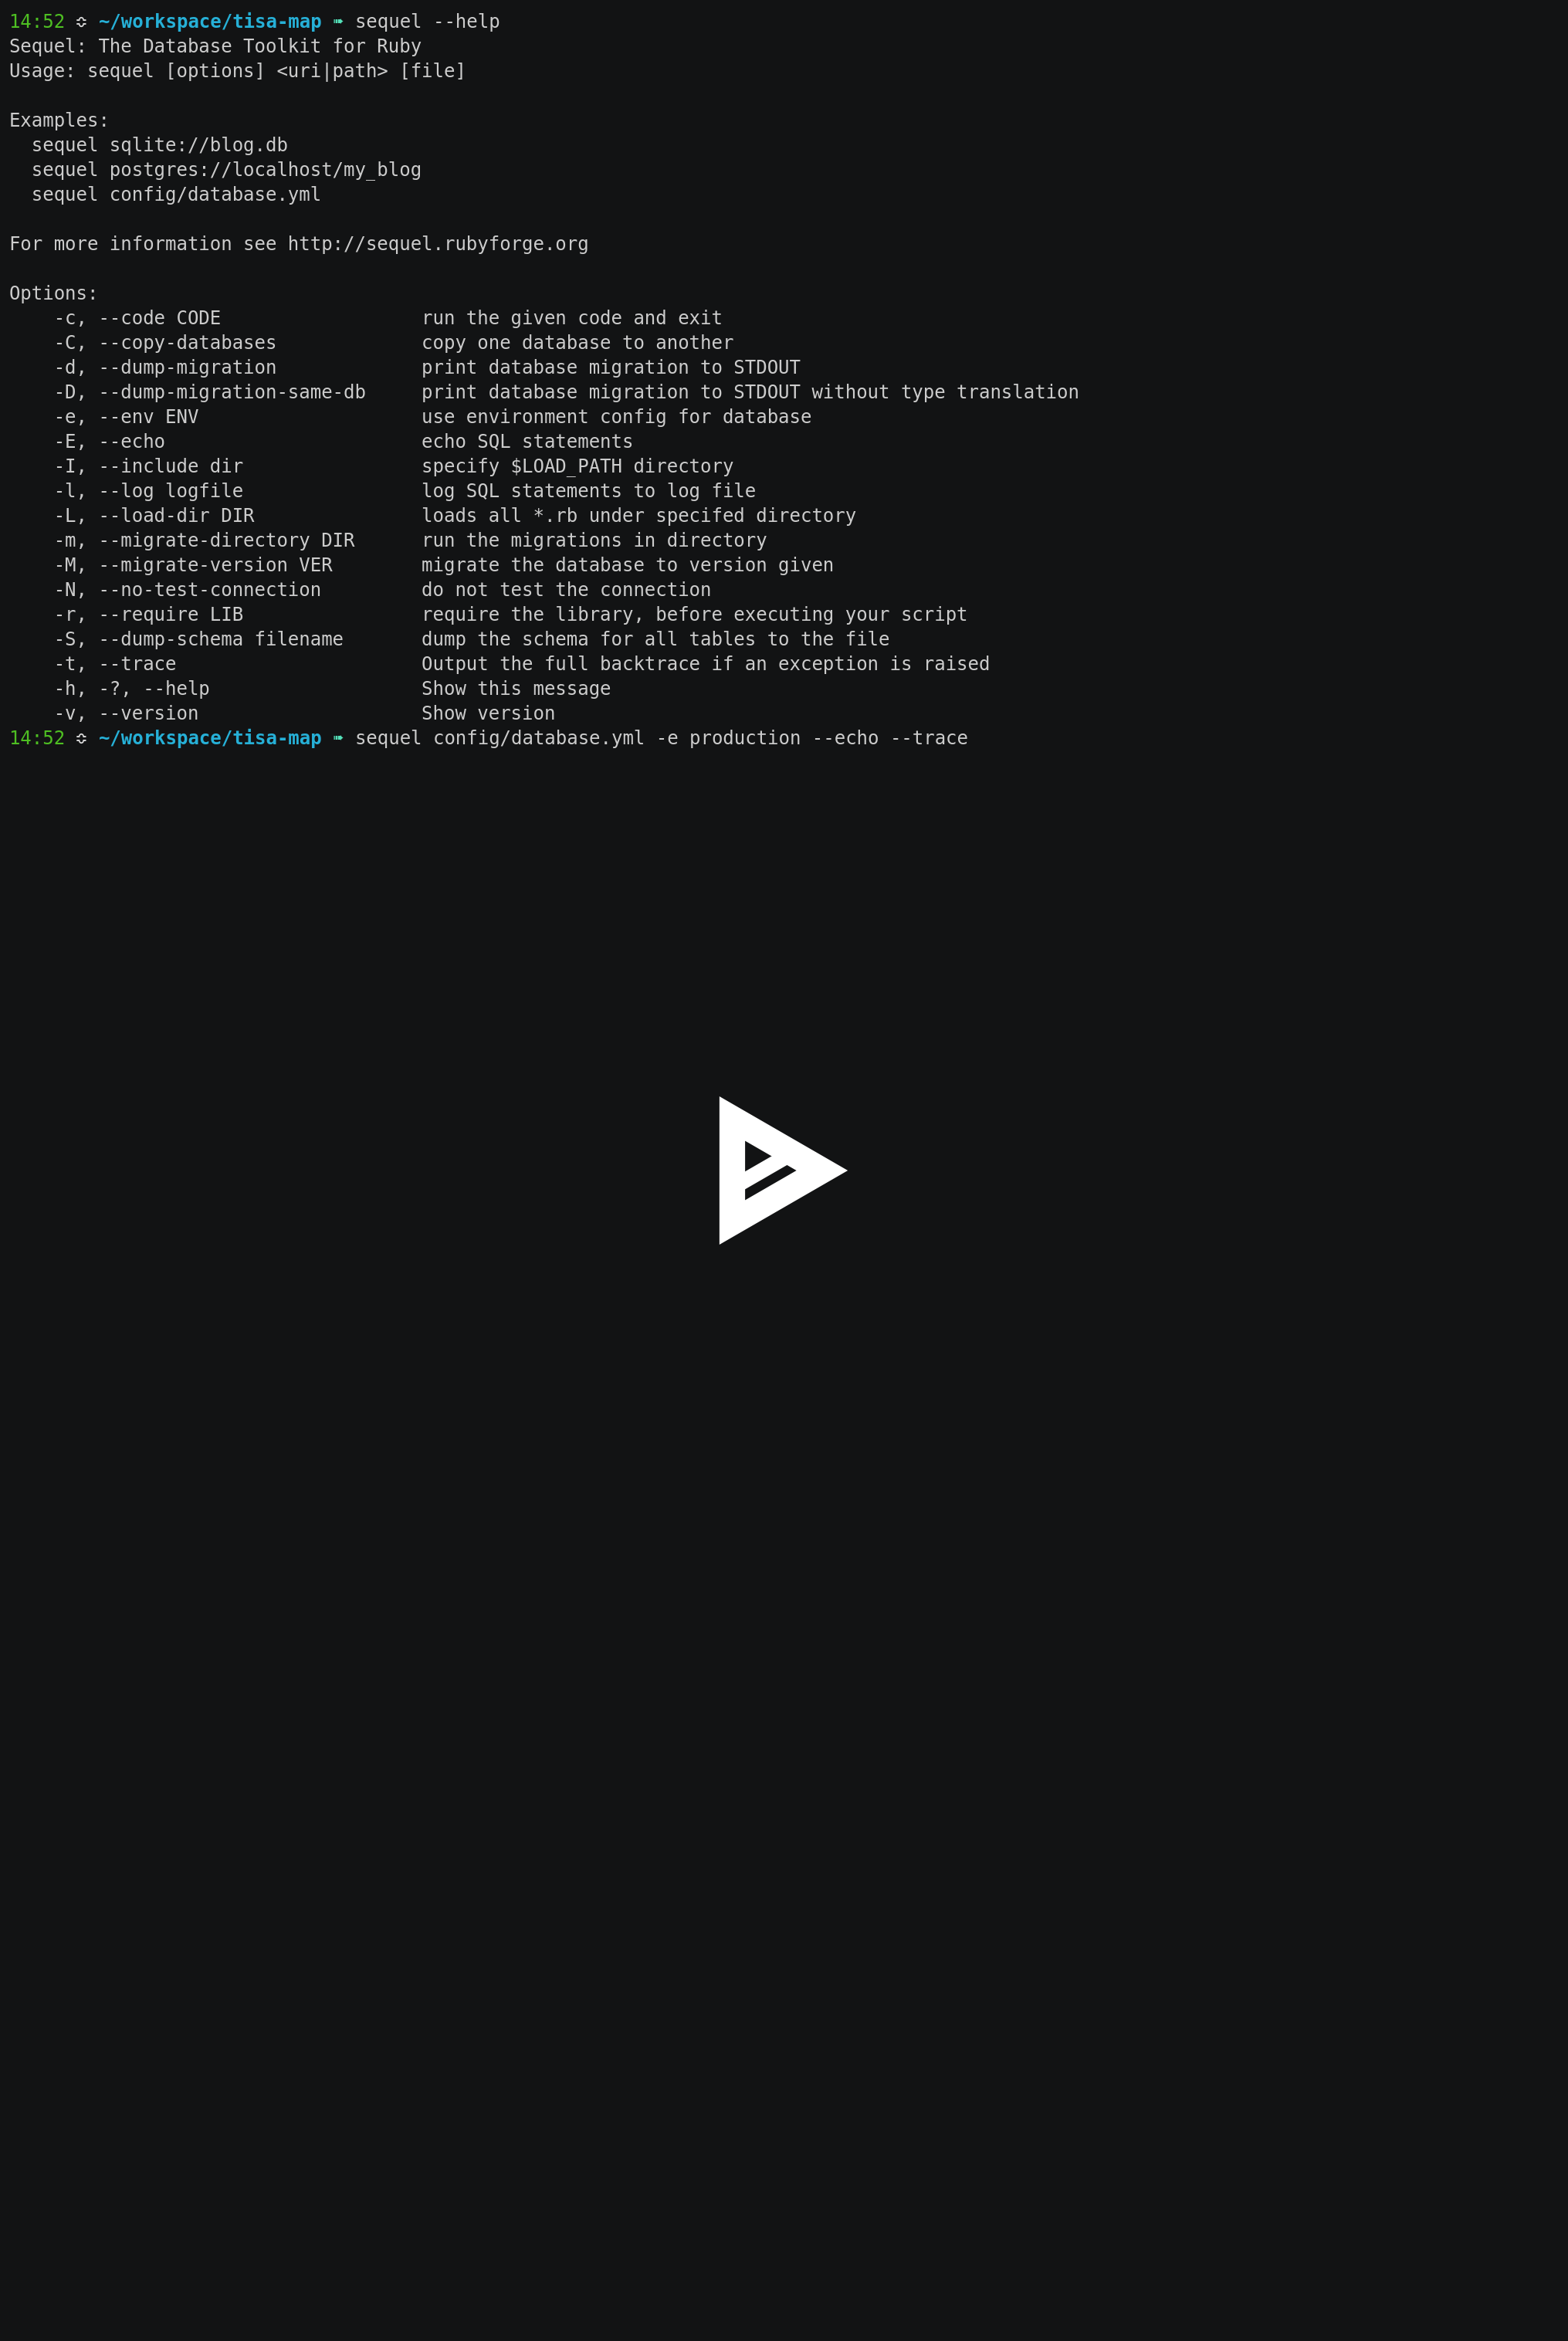 14:52 ≎ ~/workspace/tisa-map ➠ sequel --help
Sequel: The Database Toolkit for Ruby
Usage: sequel [options] <uri|path> [file]

Examples:
  sequel sqlite://blog.db
  sequel postgres://localhost/my_blog
  sequel config/database.yml

For more information see http://sequel.rubyforge.org

Options:
    -c, --code CODE                  run the given code and exit
    -C, --copy-databases             copy one database to another
    -d, --dump-migration             print database migration to STDOUT
    -D, --dump-migration-same-db     print database migration to STDOUT without type translation
    -e, --env ENV                    use environment config for database
    -E, --echo                       echo SQL statements
    -I, --include dir                specify $LOAD_PATH directory
    -l, --log logfile                log SQL statements to log file
    -L, --load-dir DIR               loads all *.rb under specifed directory
    -m, --migrate-directory DIR      run the migrations in directory
    -M, --migrate-version VER        migrate the database to version given
    -N, --no-test-connection         do not test the connection
    -r, --require LIB                require the library, before executing your script
    -S, --dump-schema filename       dump the schema for all tables to the file
    -t, --trace                      Output the full backtrace if an exception is raised
    -h, -?, --help                   Show this message
    -v, --version                    Show version
14:52 ≎ ~/workspace/tisa-map ➠ sequel config/database.yml -e production --echo --trace